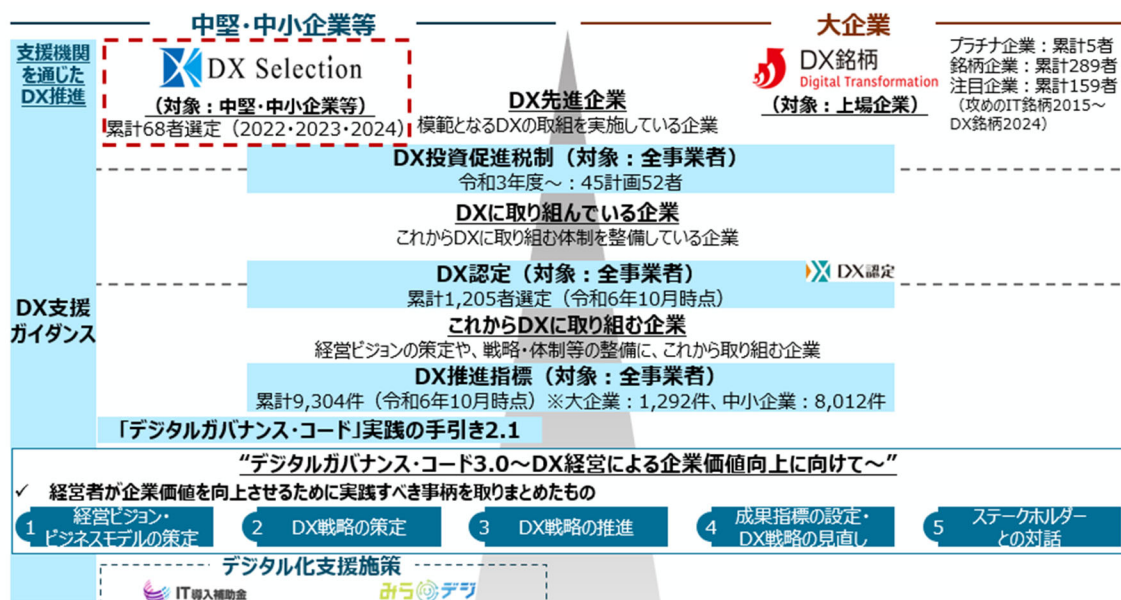 中堅・中小企業等
大企業
支援機関
を通じた
DX推進
DX Selection
(対象：中堅・中小企業等)
累計68者選定（2022・2023・2024）
DX先進企業
模範となるDXの取組を実施している企業
DX銘柄
Digital Transformation
(対象：上場企業)
プラチナ企業：累計5者
銘柄企業：累計289者
注目企業：累計159者
（攻めのIT銘柄2015～
DX銘柄2024）
DX投資促進税制（対象：全事業者）
令和3年度～：45計画52者
DXに取り組んでいる企業
これからDXに取り組む体制を整備している企業
DX認定（対象：全事業者）
DX認定
累計1,205者選定（令和6年10月時点）
DX支援
ガイダンス
これからDXに取り組む企業
経営ビジョンの策定や、戦略・体制等の整備に、これから取り組む企業
DX推進指標（対象：全事業者）
累計9,304件（令和6年10月時点）※大企業：1,292件、中小企業：8,012件
「デジタルガバナンス・コード」実践の手引き2.1
“デジタルガバナンス・コード3.0～DX経営による企業価値向上に向けて～”
✓ 経営者が企業価値を向上させるために実践すべき事柄を取りまとめたもの
1 経営ビジョン・
ビジネスモデルの策定
2 DX戦略の策定
3 DX戦略の推進
4 成果指標の設定・
DX戦略の見直し
5 ステークホルダー
との対話
デジタル化支援施策
IT導入補助金
みらデジ